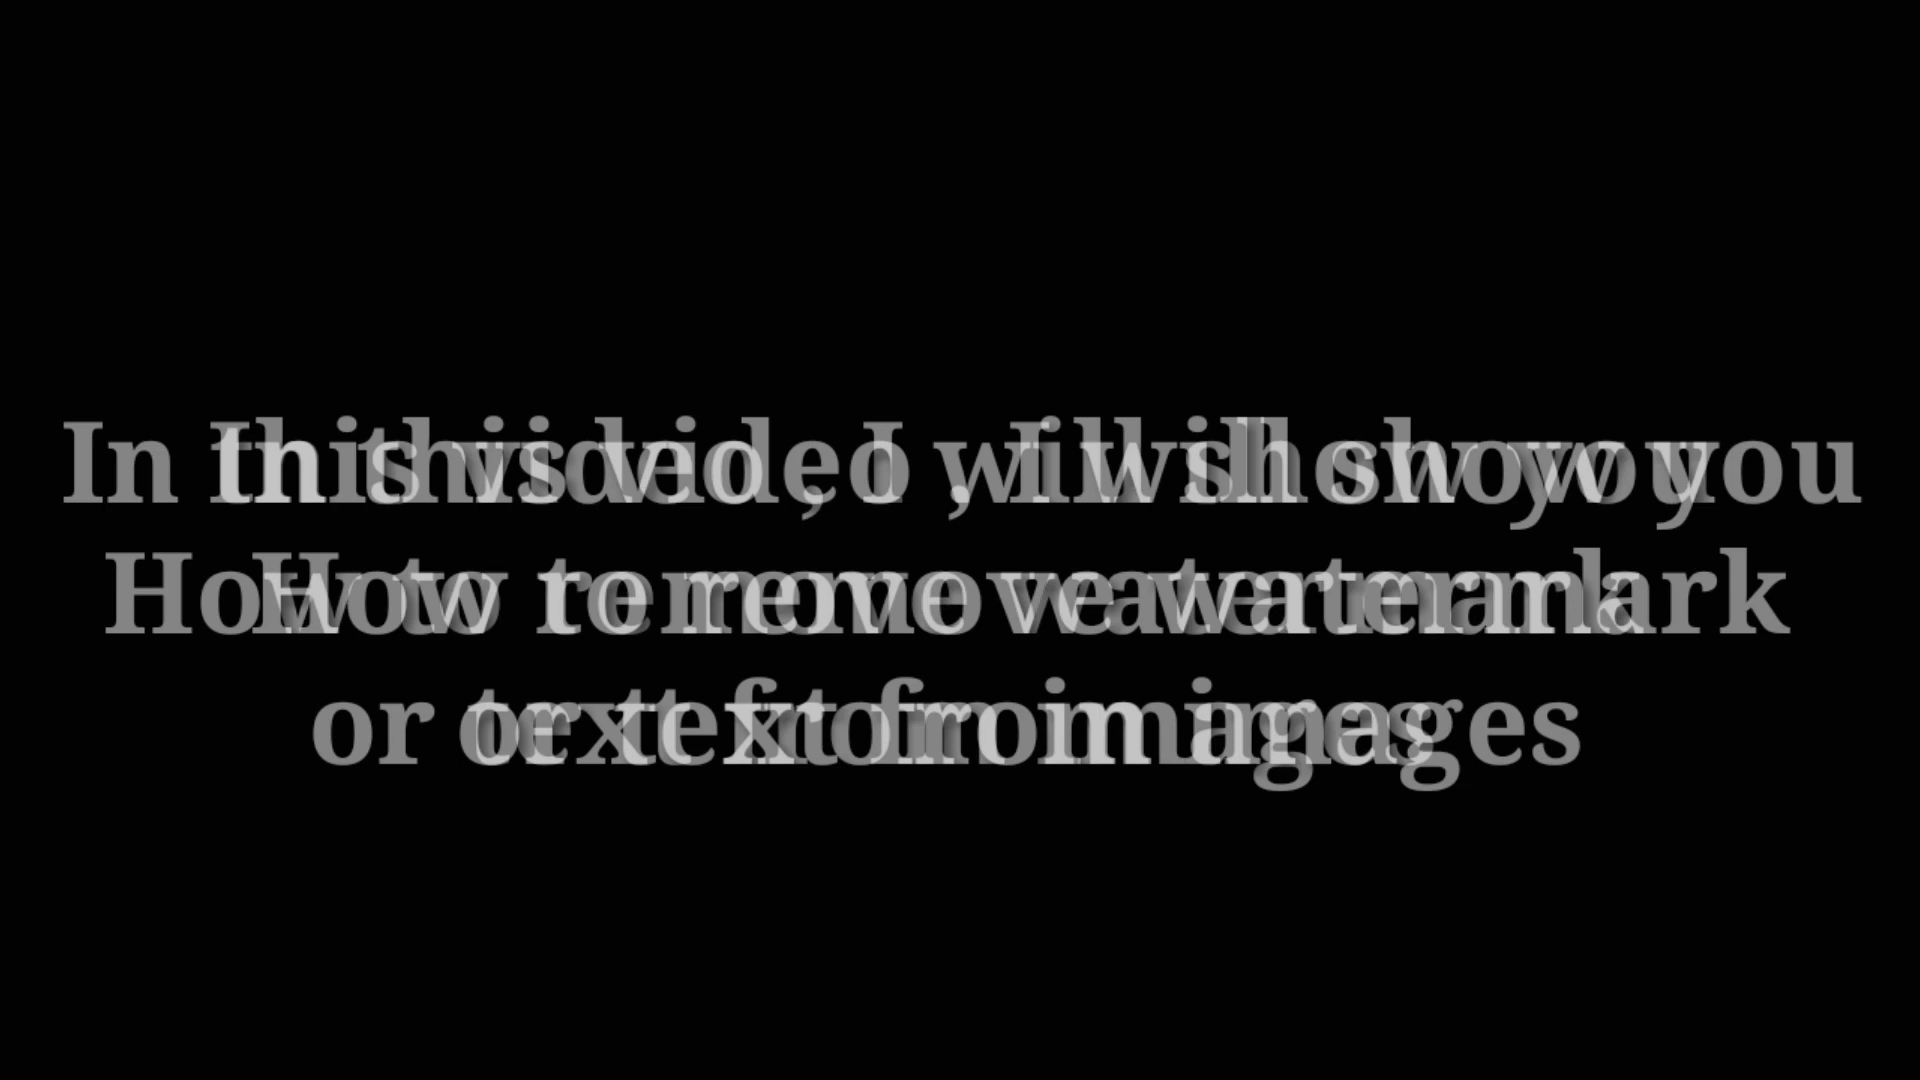 In this video, I will show you
How to remove watermark
or text from images